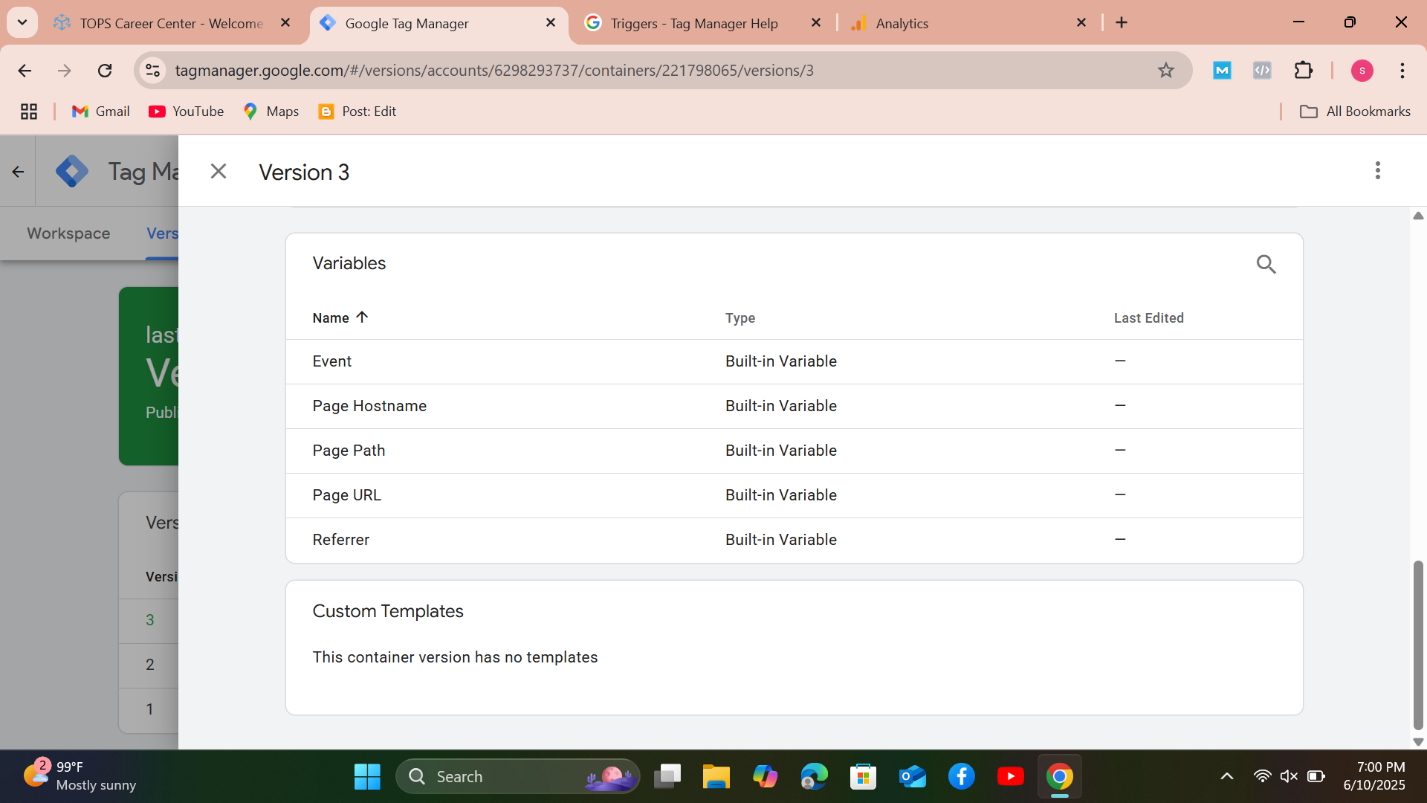 TOPS Career Center - Welcome
Google Tag Manager
Triggers - Tag Manager Help
Analytics
tagmanager.google.com/#/versions/accounts/6298293737/containers/221798065/versions/3
M
S
Gmail
YouTube
Maps
Post: Edit
All Bookmarks
Tag Ma
Version 3
Workspace
Vers
Variables
Name
Type
Last Edited
Event
Built-in Variable
—
Page Hostname
Built-in Variable
—
Page Path
Built-in Variable
—
Page URL
Built-in Variable
—
Referrer
Built-in Variable
—
last
Ve
Publi
Vers
Versi
3
2
1
Custom Templates
This container version has no templates
2
99°F
Mostly sunny
Search
7:00 PM
6/10/2025